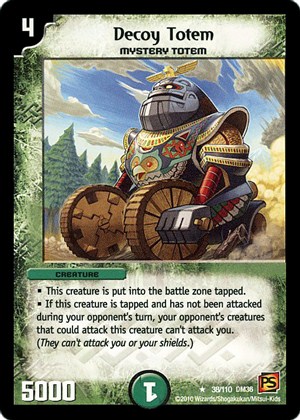 4
Decoy Totem
MYSTERY TOTEM
CREATURE
▪ This creature is put into the battle zone tapped.
▪ If this creature is tapped and has not been attacked
during your opponent's turn, your opponent's creatures
that could attack this creature can't attack you.
(They can't attack you or your shields.)
5000
1
PS
★ 38/110 DM36
©2010 Wizards/Shogakukan/Mitsui-Kids